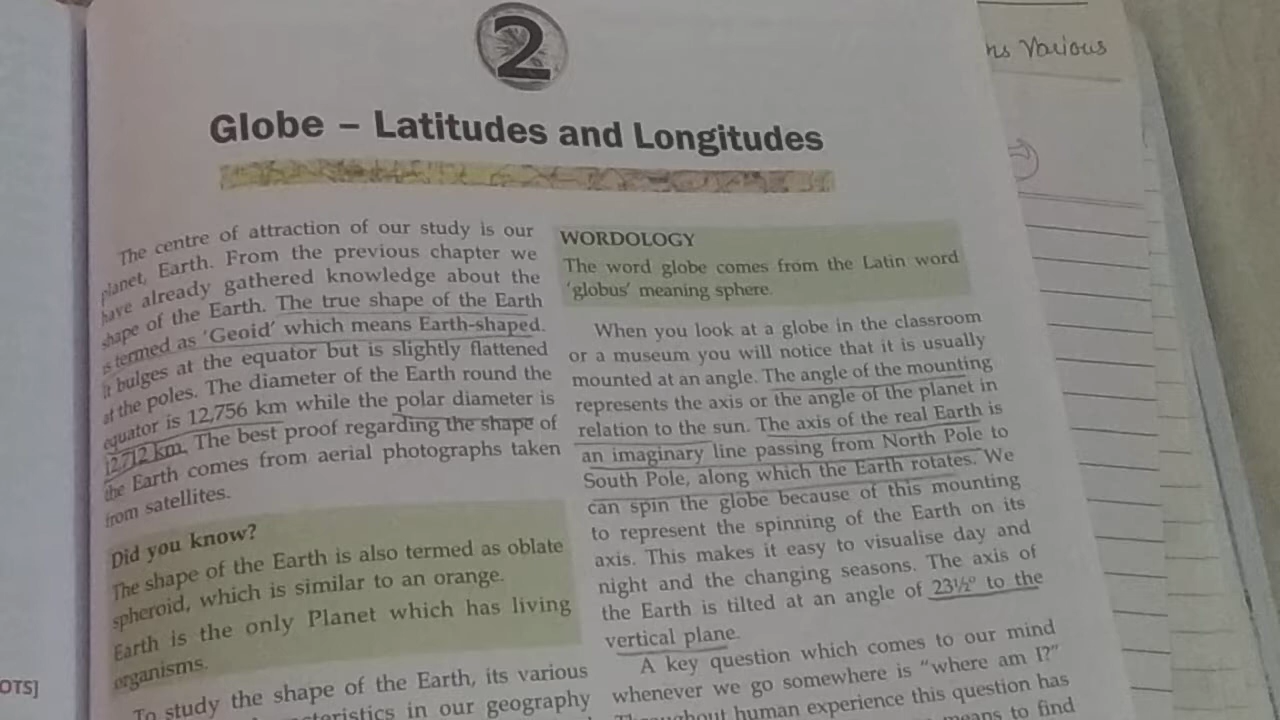 2
ns Various
Globe – Latitudes and Longitudes
The centre of attraction of our study is our
planet, Earth. From the previous chapter we
have already gathered knowledge about the
shape of the Earth. The true shape of the Earth
is termed as 'Geoid' which means Earth-shaped.
It bulges at the equator but is slightly flattened
at the poles. The diameter of the Earth round the
equator is 12,756 km while the polar diameter is
12,712 km. The best proof regarding the shape of
the Earth comes from aerial photographs taken
from satellites.
Did you know?
The shape of the Earth is also termed as oblate
spheroid, which is similar to an orange.
Earth is the only Planet which has living
organisms.
To study the shape of the Earth, its various
in our geography
OTS]
WORDOLOGY
The word globe comes from the Latin word
'globus' meaning sphere.
When you look at a globe in the classroom
or a museum you will notice that it is usually
mounted at an angle. The angle of the mounting
represents the axis or the angle of the planet in
relation to the sun. The axis of the real Earth is
an imaginary line passing from North Pole to
South Pole, along which the Earth rotates. We
can spin the globe because of this mounting
to represent the spinning of the Earth on its
axis. This makes it easy to visualise day and
night and the changing seasons. The axis of
the Earth is tilted at an angle of 23½° to the
vertical plane.
A key question which comes to our mind
whenever we go somewhere is "where am I?"
human experience this question has
means to find